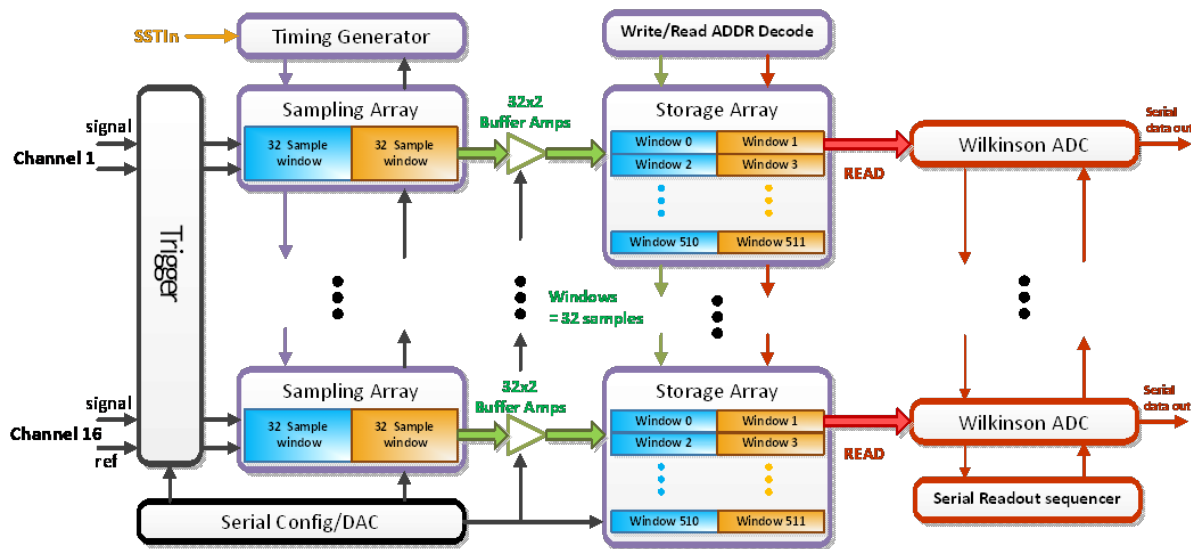 SSTIn
Timing Generator
Write/Read ADDR Decode
Sampling Array
32 Sample
window
32 Sample
window
32x2
Buffer Amps
Storage Array
Window 0
Window 1
Window 2
Window 3
Window 510
Window 511
READ
Wilkinson ADC
Serial
data out
signal
Channel 1
Trigger
Windows
= 32 samples
signal
Channel 16
ref
Sampling Array
32 Sample
window
32 Sample
window
32x2
Buffer Amps
Storage Array
Window 0
Window 1
Window 2
Window 3
Window 510
Window 511
READ
Wilkinson ADC
Serial
data out
Serial Readout sequencer
Serial Config/DAC